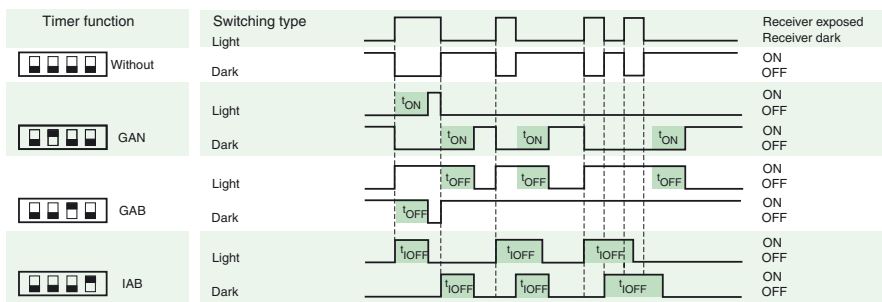 Timer function Switching type Receiver exposed
Light Receiver dark
Without ON
Dark OFF
tON ON
Light OFF
GAN tON tON tON ON
Dark OFF
Light tOFF tOFF tOFF ON
OFF
GAB tOFF ON
Dark OFF
Light tIOFF tIOFF tIOFF ON
OFF
IAB ON
Dark tIOFF tIOFF tIOFF OFF